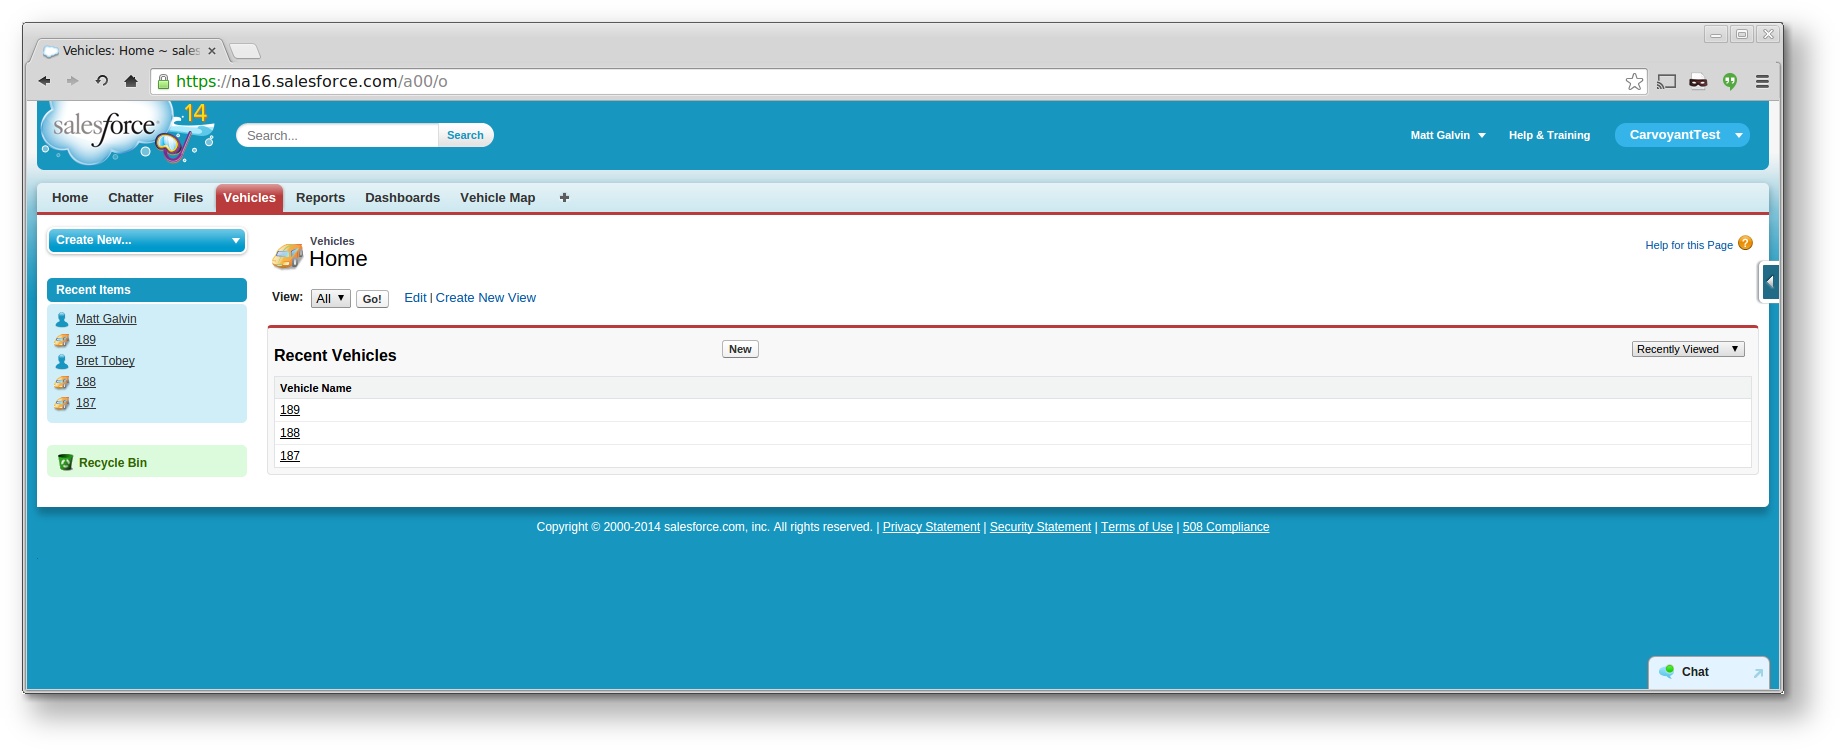 Vehicles: Home ~ sales
https://na16.salesforce.com/a00/o
salesforce '14
Search... Search
Matt Galvin Help & Training CarvoyantTest
Home Chatter Files Vehicles Reports Dashboards Vehicle Map
Create New...
Recent Items
Matt Galvin
189
Bret Tobey
188
187
Recycle Bin
Vehicles
Home
Help for this Page
View: All Go! Edit | Create New View
Recent Vehicles New Recently Viewed
Vehicle Name
189
188
187
Copyright © 2000-2014 salesforce.com, inc. All rights reserved. | Privacy Statement | Security Statement | Terms of Use | 508 Compliance
Chat